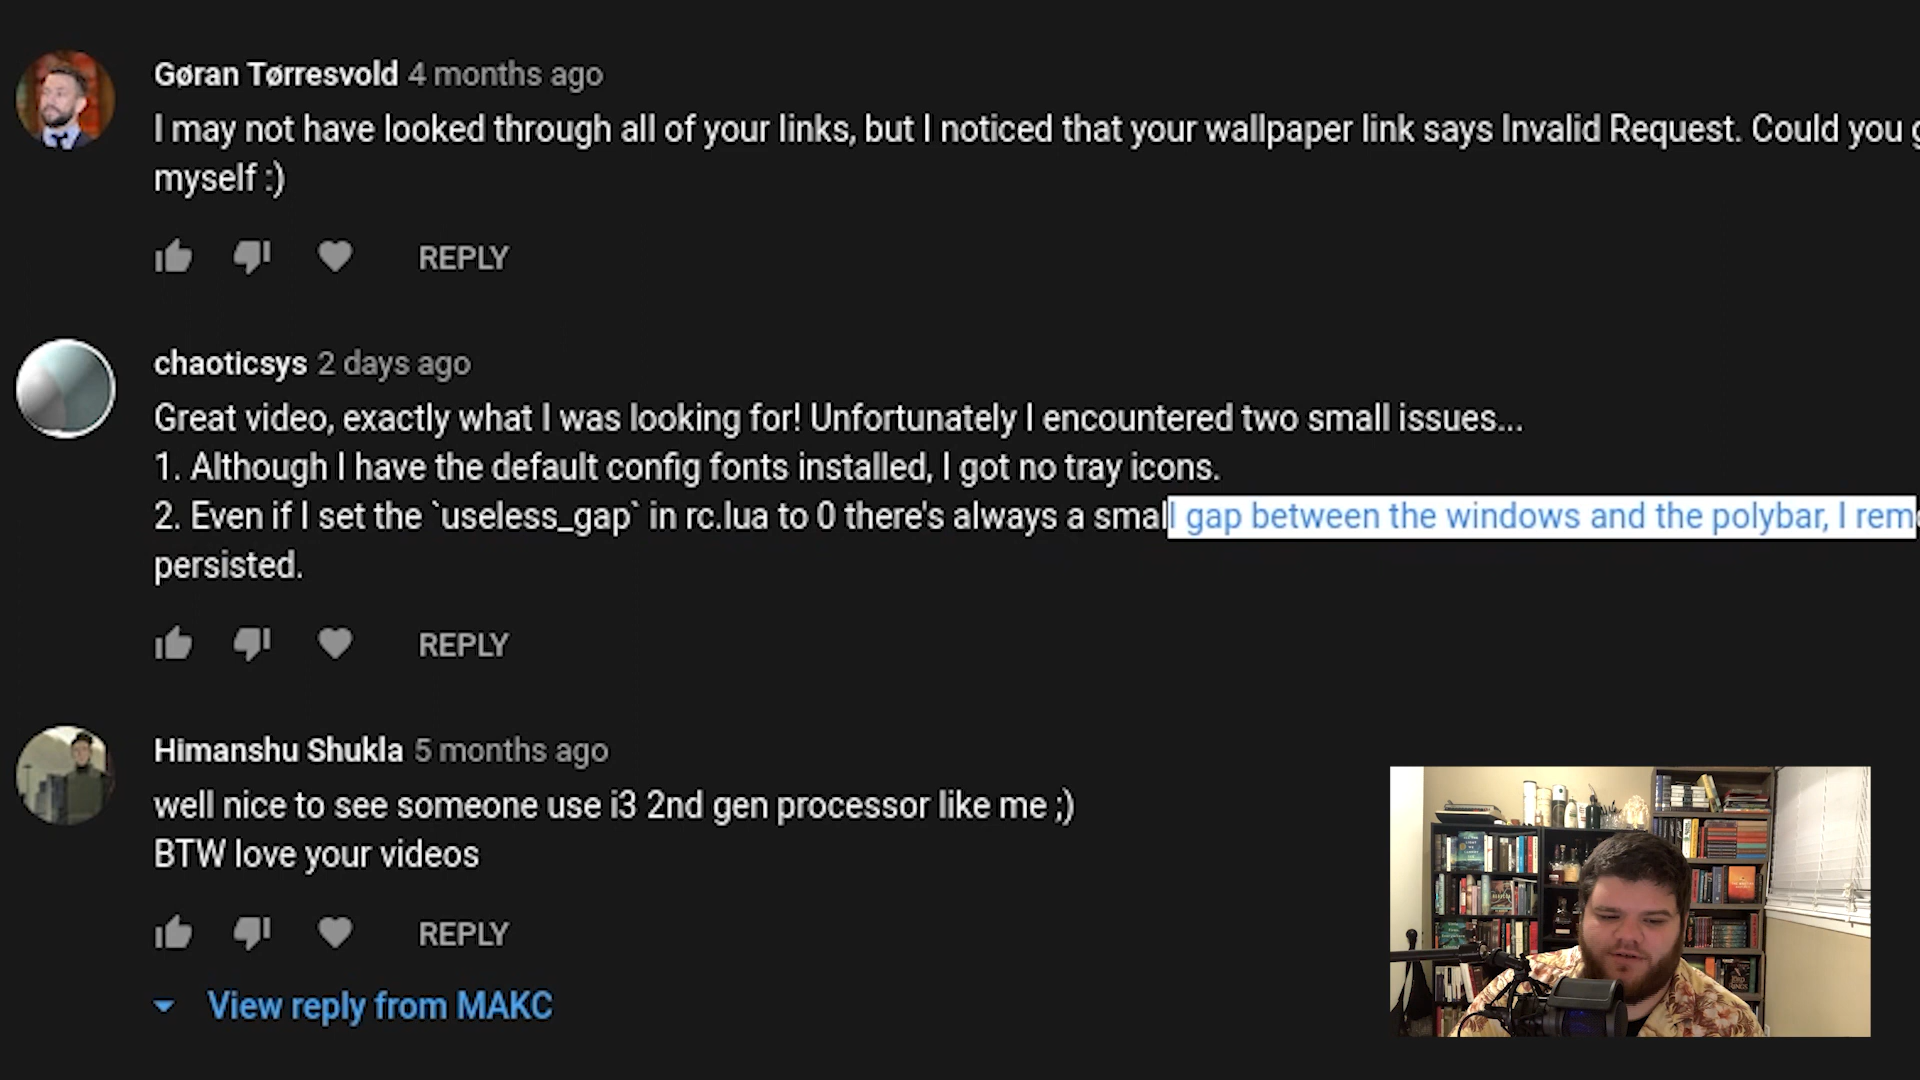 Gøran Tørresvold 4 months ago
I may not have looked through all of your links, but I noticed that your wallpaper link says Invalid Request. Could you
myself :)
REPLY
chaoticsys 2 days ago
Great video, exactly what I was looking for! Unfortunately I encountered two small issues...
1. Although I have the default config fonts installed, I got no tray icons.
2. Even if I set the `useless_gap` in rc.lua to 0 there's always a small gap between the windows and the polybar, I
persisted.
REPLY
Himanshu Shukla 5 months ago
well nice to see someone use i3 2nd gen processor like me ;)
BTW love your videos
REPLY
View reply from MAKC